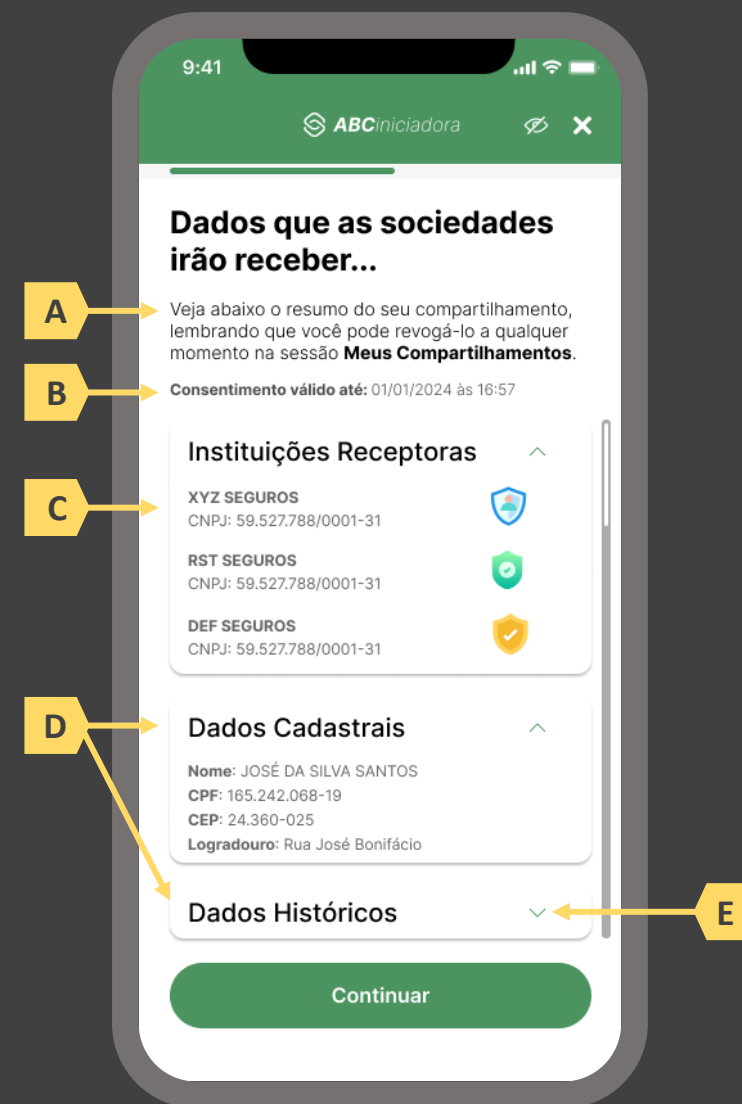 9:41
ABCiniciadora
Dados que as sociedades
irão receber...
A
Veja abaixo o resumo do seu compartilhamento,
lembrando que você pode revogá-lo a qualquer
momento na sessão Meus Compartilhamentos.
B
Consentimento válido até: 01/01/2024 às 16:57
Instituições Receptoras
C
XYZ SEGUROS
CNPJ: 59.527.788/0001-31
RST SEGUROS
CNPJ: 59.527.788/0001-31
DEF SEGUROS
CNPJ: 59.527.788/0001-31
D
Dados Cadastrais
Nome: JOSÉ DA SILVA SANTOS
CPF: 165.242.068-19
CEP: 24.360-025
Logradouro: Rua José Bonifácio
Dados Históricos
E
Continuar